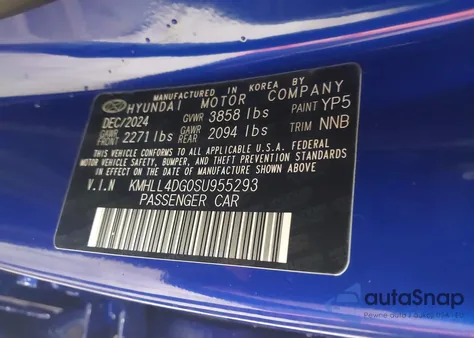 MANUFACTURED IN KOREA BY
HYUNDAI MOTOR COMPANY
DEC/2024 GVWR 3858 lbs PAINT YP5
GAWR FRONT 2271 lbs GAWR REAR 2094 lbs TRIM NNB
THIS VEHICLE CONFORMS TO ALL APPLICABLE U.S.A. FEDERAL
MOTOR VEHICLE SAFETY, BUMPER, AND THEFT PREVENTION STANDARDS
IN EFFECT ON THE DATE OF MANUFACTURE SHOWN ABOVE.
V.I.N KMHLL4DG0SU955293
PASSENGER CAR
autoSnap